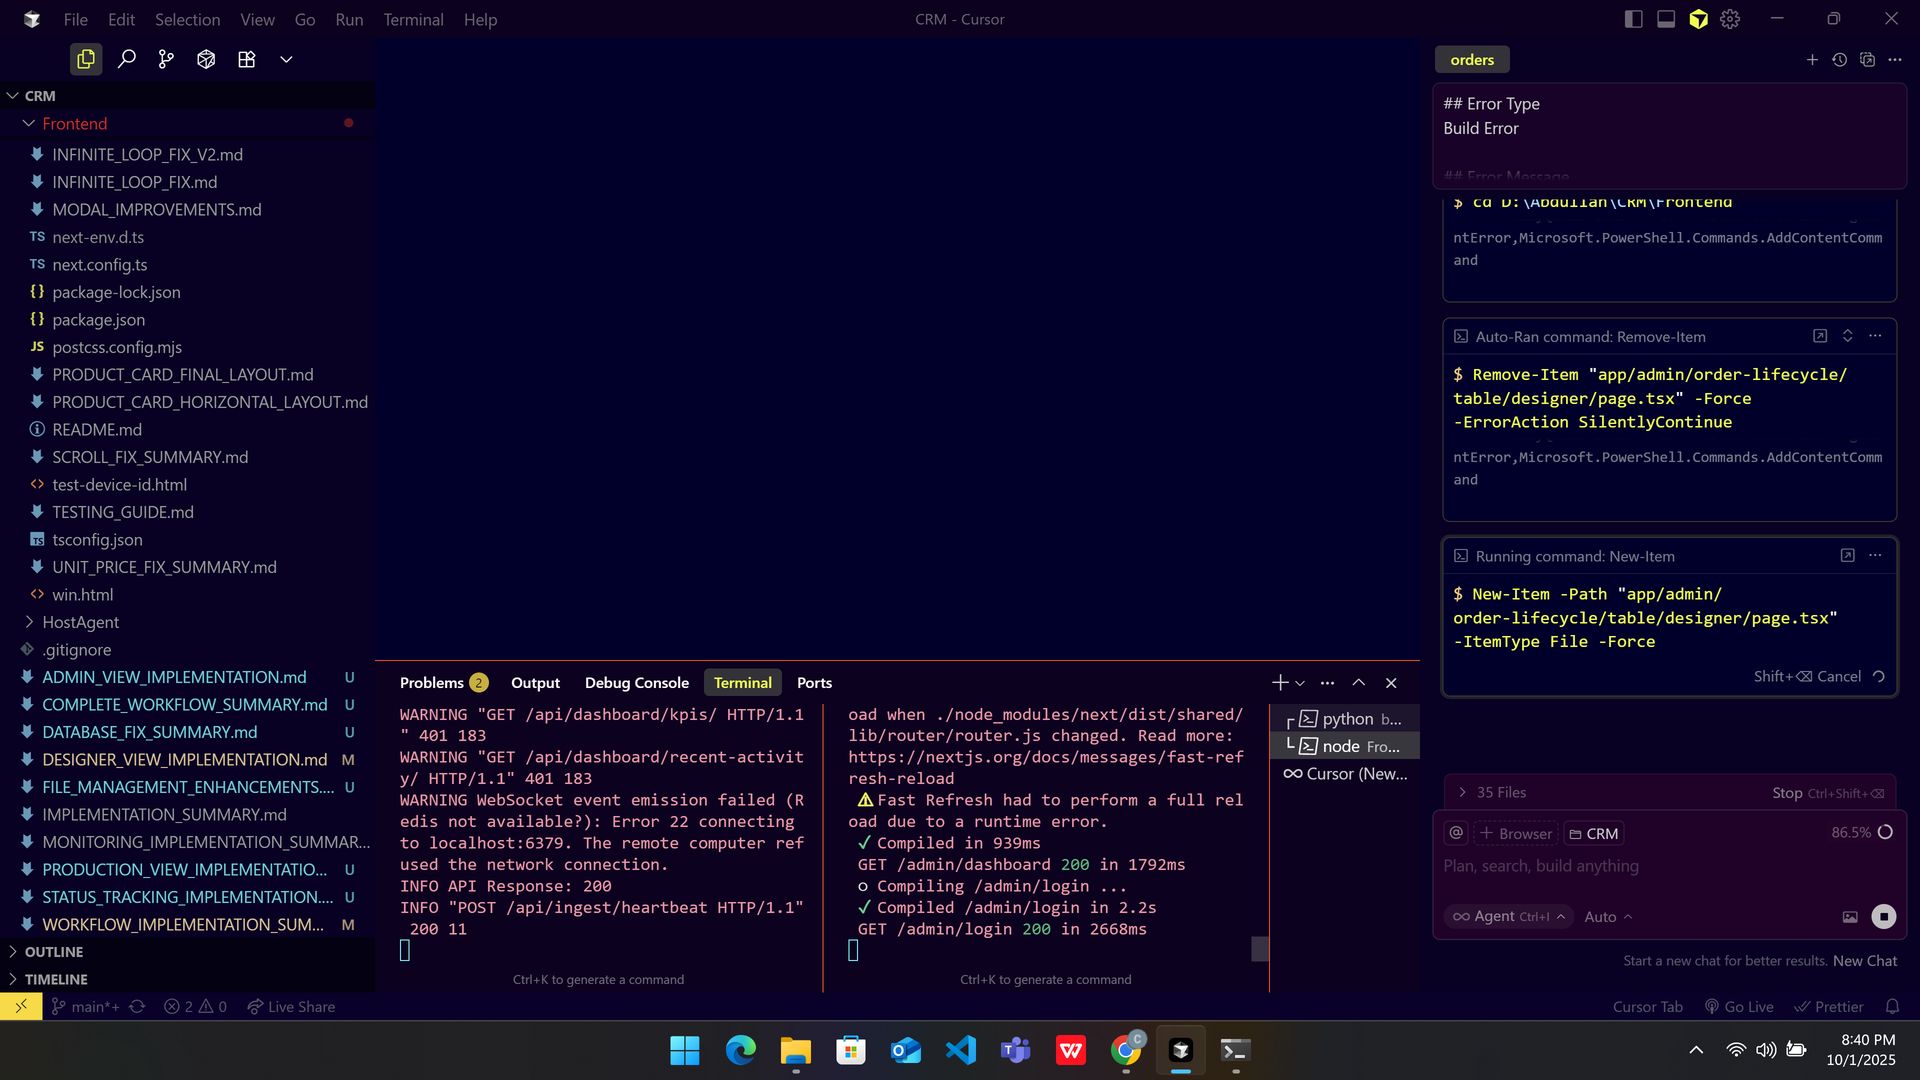 File Edit Selection View Go Run Terminal Help
CRM - Cursor
CRM
Frontend
INFINITE_LOOP_FIX_V2.md
INFINITE_LOOP_FIX.md
MODAL_IMPROVEMENTS.md
TS next-env.d.ts
TS next.config.ts
{} package-lock.json
{} package.json
JS postcss.config.mjs
PRODUCT_CARD_FINAL_LAYOUT.md
PRODUCT_CARD_HORIZONTAL_LAYOUT.md
README.md
SCROLL_FIX_SUMMARY.md
<> test-device-id.html
TESTING_GUIDE.md
TS tsconfig.json
UNIT_PRICE_FIX_SUMMARY.md
<> win.html
HostAgent
.gitignore
ADMIN_VIEW_IMPLEMENTATION.md U
COMPLETE_WORKFLOW_SUMMARY.md U
DATABASE_FIX_SUMMARY.md U
DESIGNER_VIEW_IMPLEMENTATION.md M
FILE_MANAGEMENT_ENHANCEMENTS.... U
IMPLEMENTATION_SUMMARY.md
MONITORING_IMPLEMENTATION_SUMMAR...
PRODUCTION_VIEW_IMPLEMENTATIO... U
STATUS_TRACKING_IMPLEMENTATION.... U
WORKFLOW_IMPLEMENTATION_SUM... M
OUTLINE
TIMELINE
Problems 2 Output Debug Console Terminal Ports
WARNING "GET /api/dashboard/kpis/ HTTP/1.1
" 401 183
WARNING "GET /api/dashboard/recent-activit
y/ HTTP/1.1" 401 183
WARNING WebSocket event emission failed (R
edis not available?): Error 22 connecting
to localhost:6379. The remote computer ref
used the network connection.
INFO API Response: 200
INFO "POST /api/ingest/heartbeat HTTP/1.1"
200 11
Ctrl+K to generate a command
oad when ./node_modules/next/dist/shared/
lib/router/router.js changed. Read more:
https://nextjs.org/docs/messages/fast-ref
resh-reload
⚠ Fast Refresh had to perform a full rel
oad due to a runtime error.
✓ Compiled in 939ms
GET /admin/dashboard 200 in 1792ms
○ Compiling /admin/login ...
✓ Compiled /admin/login in 2.2s
GET /admin/login 200 in 2668ms
Ctrl+K to generate a command
python b...
node Fro...
Cursor (New...
orders
## Error Type
Build Error
## Error Message
$ cd D:\Abdullah\CRM\Frontend
ntError,Microsoft.PowerShell.Commands.AddContentComm
and
Auto-Ran command: Remove-Item
$ Remove-Item "app/admin/order-lifecycle/
table/designer/page.tsx" -Force
-ErrorAction SilentlyContinue
ntError,Microsoft.PowerShell.Commands.AddContentComm
and
Running command: New-Item
$ New-Item -Path "app/admin/
order-lifecycle/table/designer/page.tsx"
-ItemType File -Force
Shift+⌫ Cancel
35 Files Stop Ctrl+Shift+⌫
@ + Browser CRM 86.5%
Plan, search, build anything
Agent Ctrl+I Auto
Start a new chat for better results. New Chat
main*+ 2 0 Live Share
Cursor Tab Go Live Prettier
8:40 PM
10/1/2025